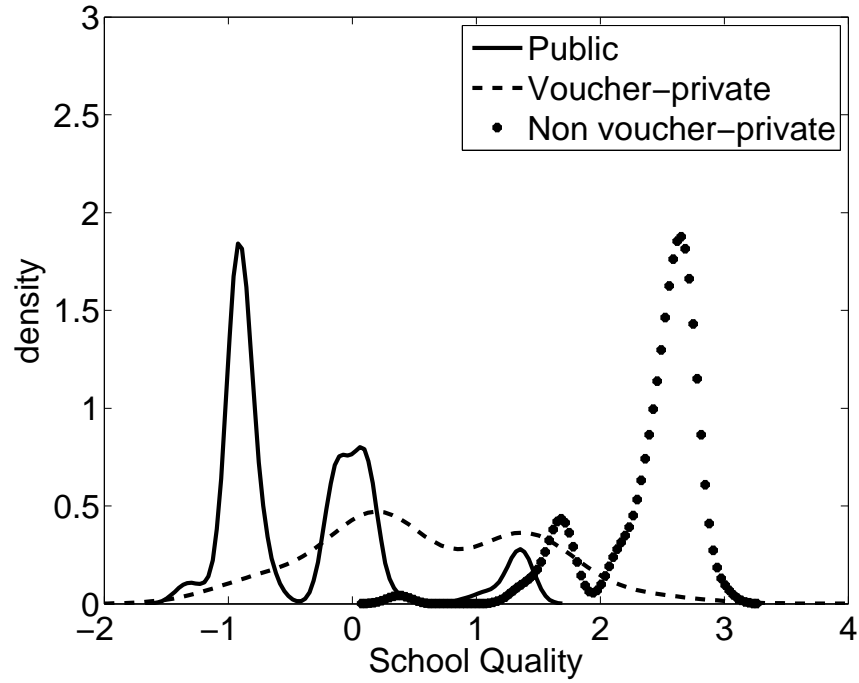 3
2.5
2
1.5
1
0.5
0
density
Public
Voucher−private
Non voucher−private
−2 −1 0 1 2 3 4
School Quality